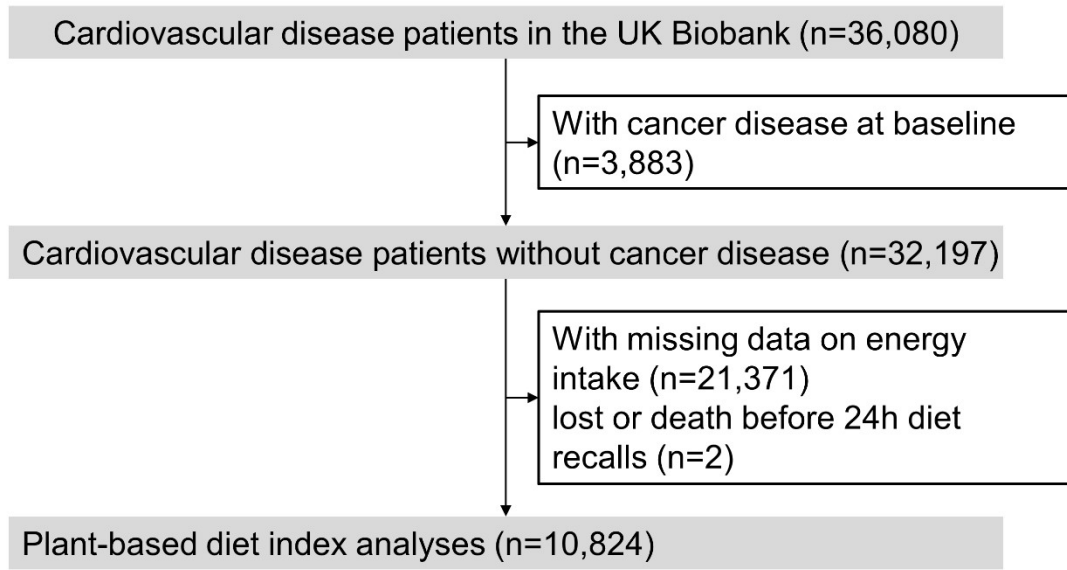 Cardiovascular disease patients in the UK Biobank (n=36,080)
With cancer disease at baseline
(n=3,883)
Cardiovascular disease patients without cancer disease (n=32,197)
With missing data on energy
intake (n=21,371)
lost or death before 24h diet
recalls (n=2)
Plant-based diet index analyses (n=10,824)